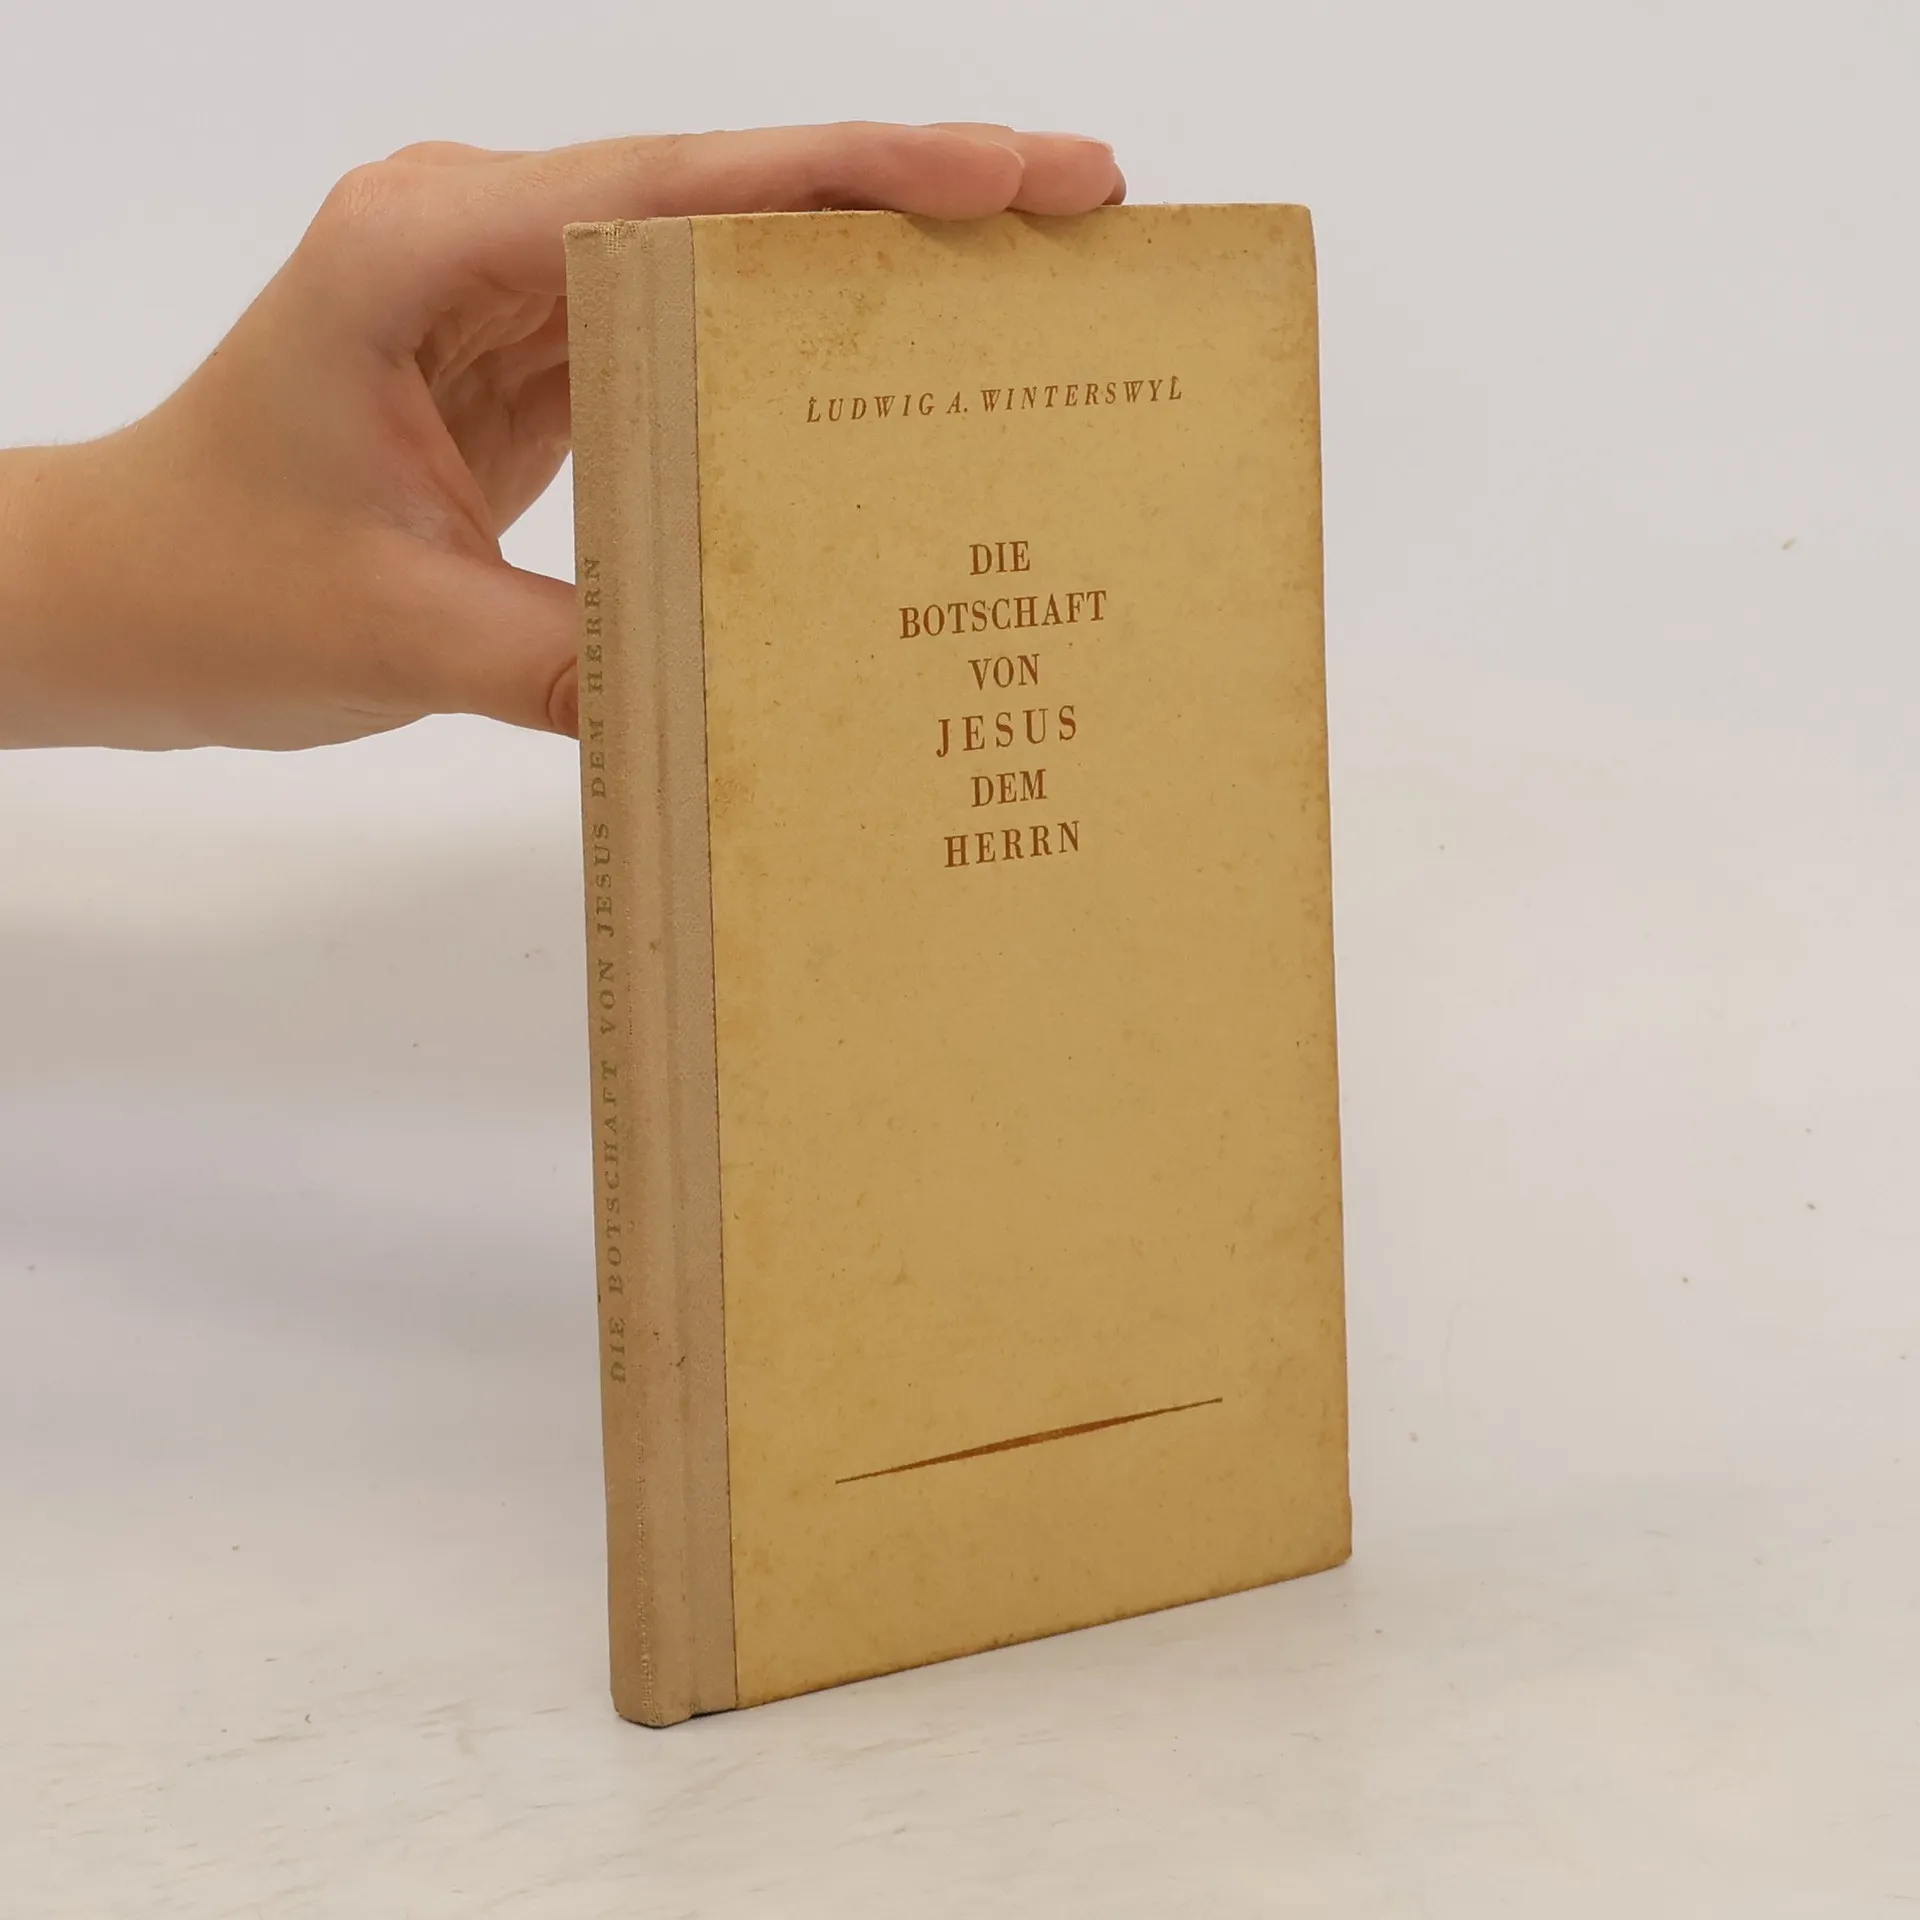 LUDWIG A. WINTERSWYL
DIE
BOTSCHAFT
VON
JESUS
DEM
HERRN
DIE BOTSCHAFT VON JESUS DEM HERRN